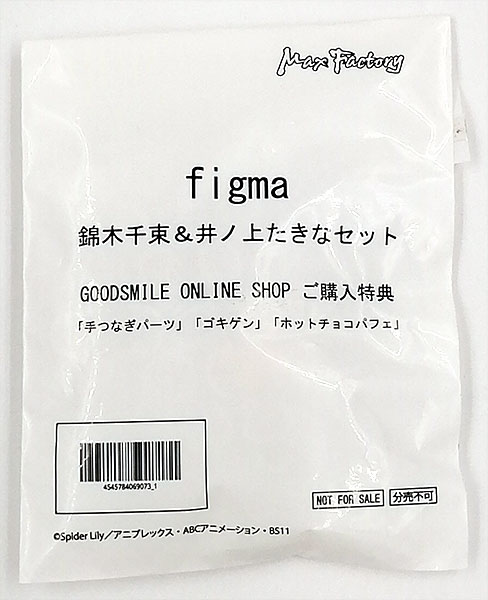 Max Factory
figma
錦木千束＆井ノ上たきなセット
GOODSMILE ONLINE SHOP ご購入特典
「手つなぎパーツ」「ゴキゲン」「ホットチョコパフェ」
4545784069073_1
NOT FOR SALE 分売不可
©Spider Lily／アニプレックス・ABCアニメーション・BS11